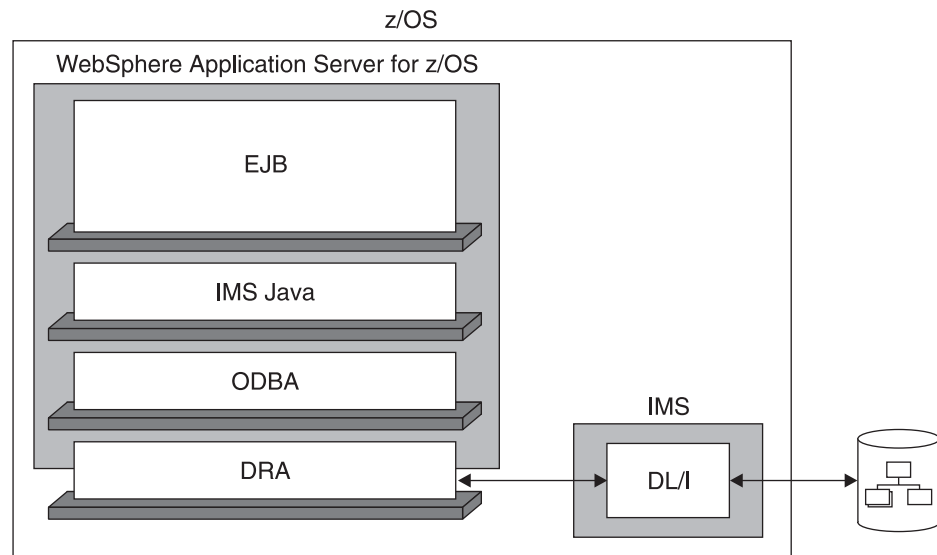 z/OS
WebSphere Application Server for z/OS
EJB
IMS Java
ODBA
DRA
IMS
DL/I